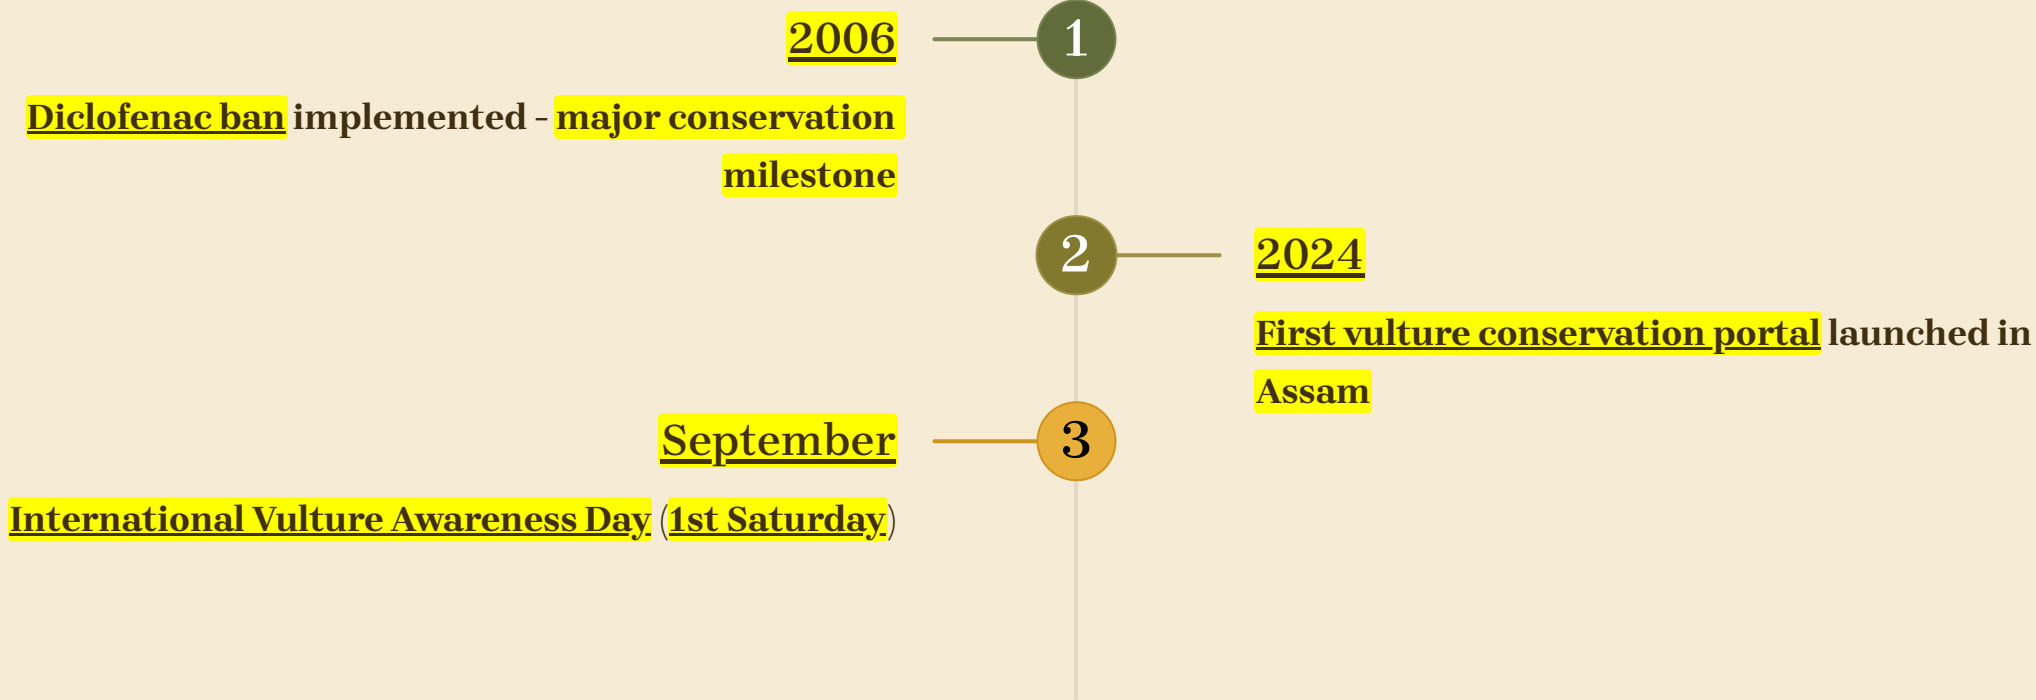 2006
1
Diclofenac ban implemented - major conservation
milestone
2
2024
First vulture conservation portal launched in
Assam
September
3
International Vulture Awareness Day (1st Saturday)